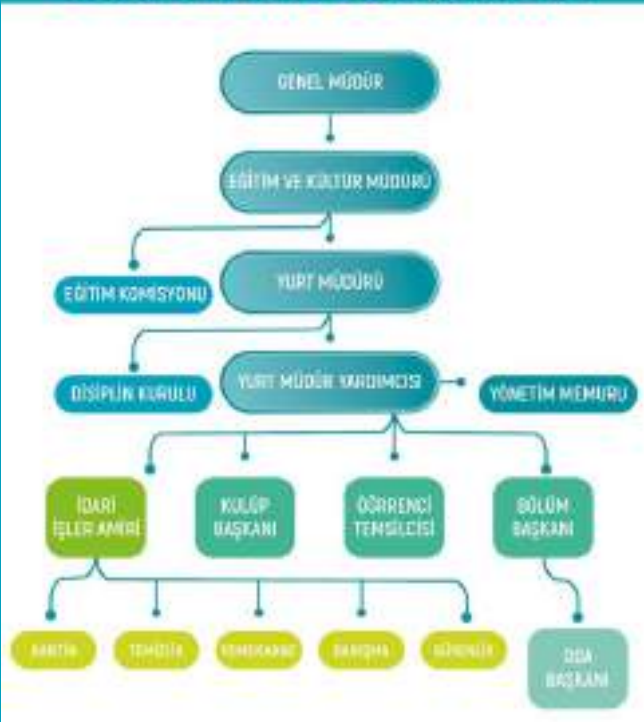 GENEL MÜDÜR
EĞİTİM VE KÜLTÜR MÜDÜRÜ
EĞİTİM KOMİSYONU
YURT MÜDÜRÜ
DİSİPLİN KURULU
YURT MÜDÜR YARDIMCISI
YÖNETİM MEMURU
İDARİ
İŞLER AMİRİ
KULÜP
BAŞKANI
ÖĞRRENCİ
TEMSİLCİSİ
BÖLÜM
BAŞKANI
KANTİN
TEMİZLİK
YEMEKHANE
DANIŞMA
GÜVENLİK
ODA
BAŞKANI